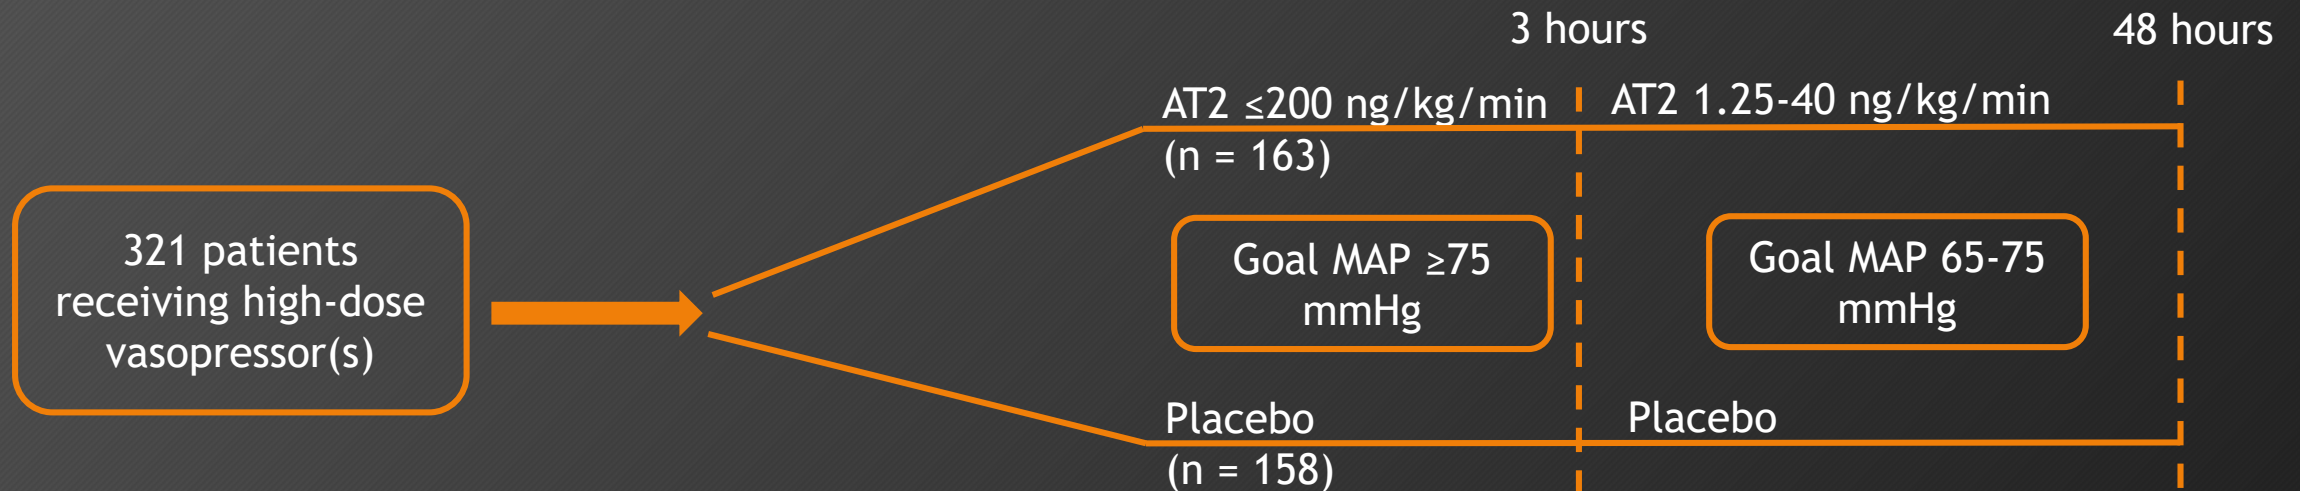 3 hours
48 hours
AT2 ≤200 ng/kg/min
AT2 1.25-40 ng/kg/min
(n = 163)
321 patients
receiving high-dose
vasopressor(s)
Goal MAP ≥75
mmHg
Goal MAP 65-75
mmHg
Placebo
Placebo
(n = 158)